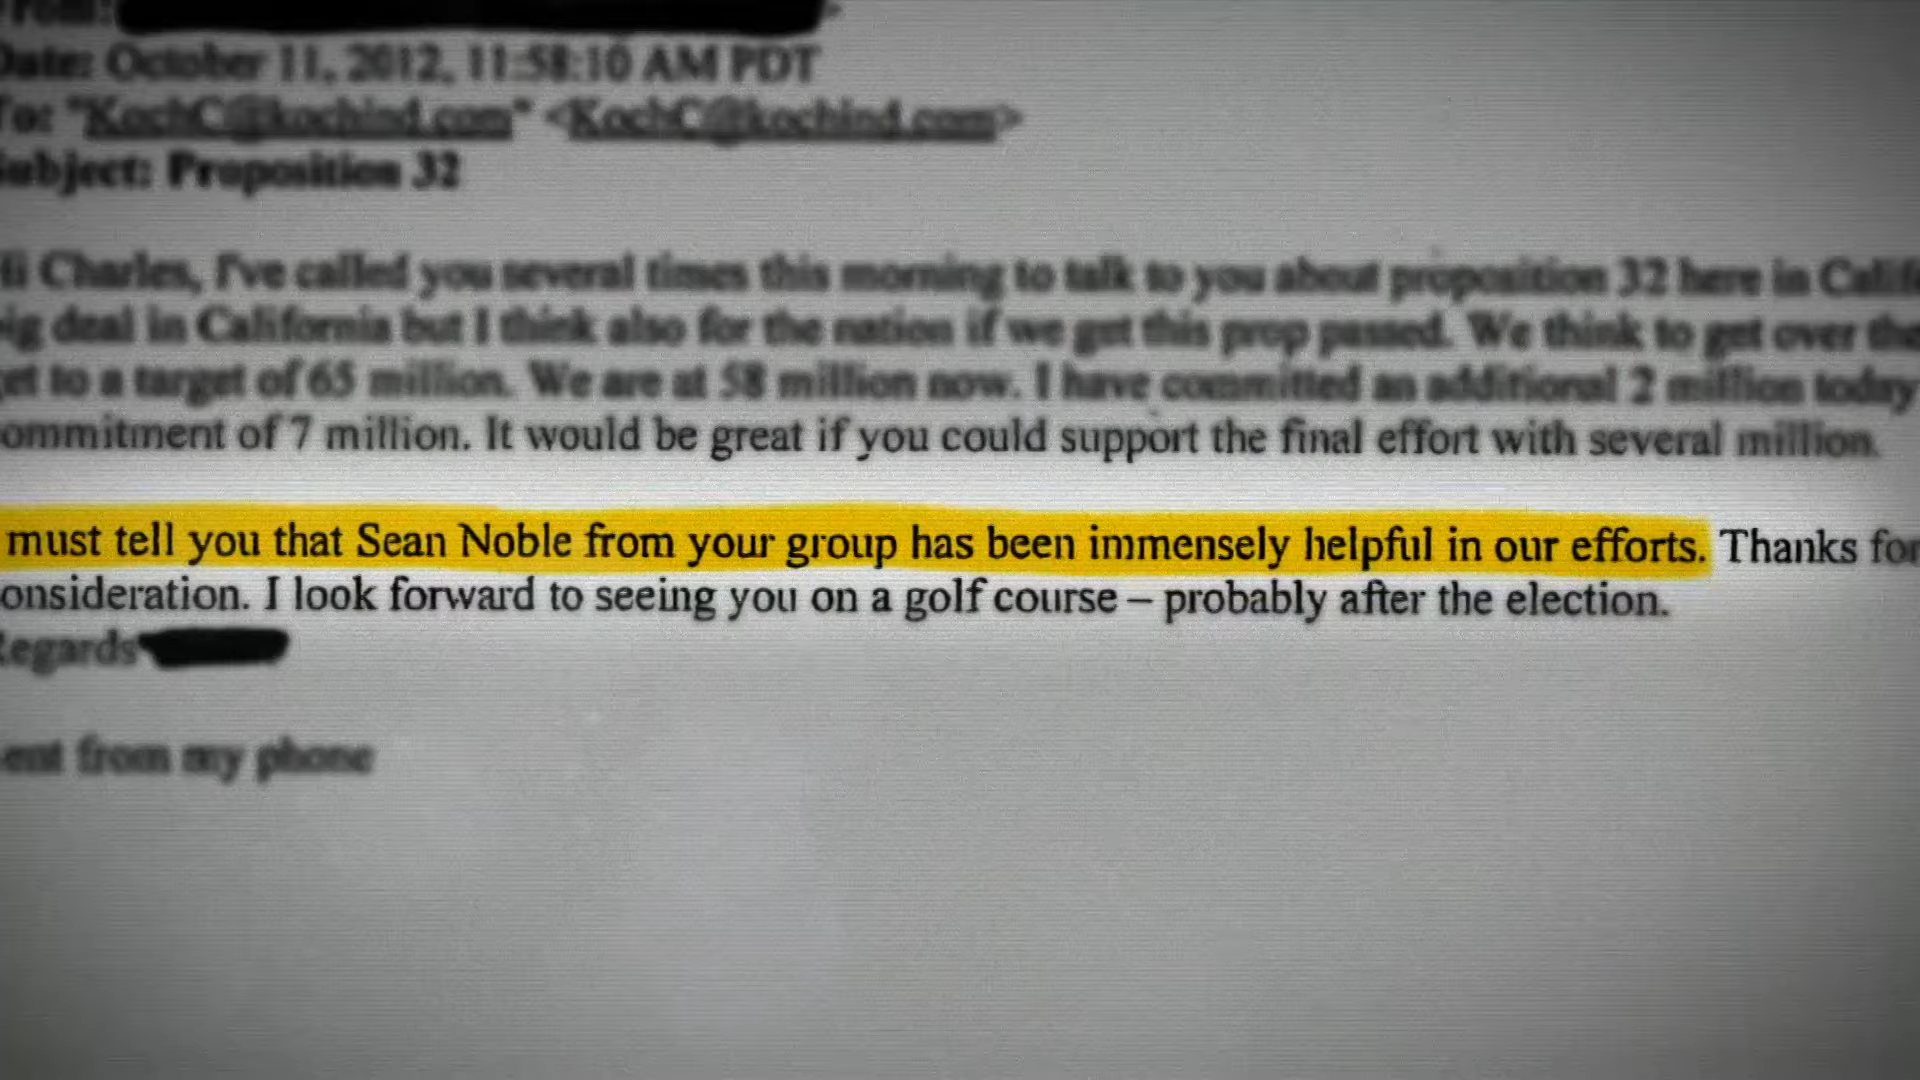 Date: October 11, 2012, 11:58:10 AM PDT
To: "KochC@kochind.com" <KochC@kochind.com>
Subject: Proposition 32
Hi Charles, I've called you several times this morning to talk to you about proposition 32 here in Califo
ig deal in California but I think also for the nation if we get this prop passed. We think to get over the
et to a target of 65 million. We are at 58 million now. I have committed an additional 2 million today
ommitment of 7 million. It would be great if you could support the final effort with several million.
must tell you that Sean Noble from your group has been immensely helpful in our efforts. Thanks for
onsideration. I look forward to seeing you on a golf course – probably after the election.
Regards
ent from my phone